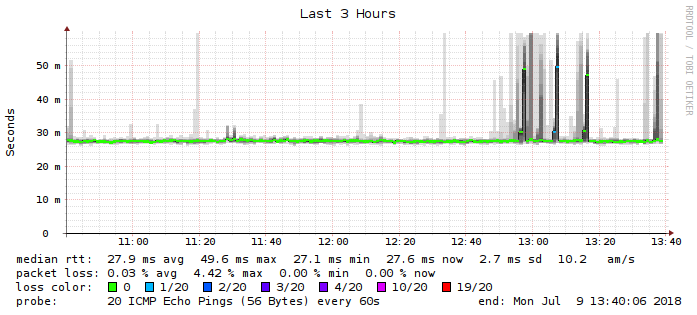 Last 3 Hours
RRDTOOL / TOBI OETIKER
Seconds
50 m
40 m
30 m
20 m
10 m
0
11:00 11:20 11:40 12:00 12:20 12:40 13:00 13:20 13:40
median rtt: 27.9 ms avg 49.6 ms max 27.1 ms min 27.6 ms now 2.7 ms sd 10.2 am/s
packet loss: 0.03 % avg 4.42 % max 0.00 % min 0.00 % now
loss color: 0 1/20 2/20 3/20 4/20 10/20 19/20
probe: 20 ICMP Echo Pings (56 Bytes) every 60s end: Mon Jul 9 13:40:06 2018